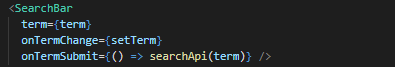 <SearchBar
term={term}
onTermChange={setTerm}
onTermSubmit={() => searchApi(term)} />